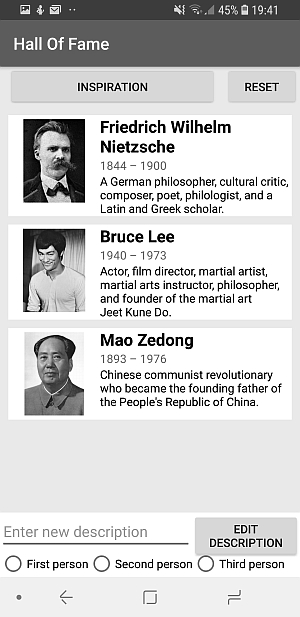 45% 19:41
Hall Of Fame
INSPIRATION
RESET
Friedrich Wilhelm
Nietzsche
1844 – 1900
A German philosopher, cultural critic,
composer, poet, philologist, and a
Latin and Greek scholar.
Bruce Lee
1940 – 1973
Actor, film director, martial artist,
martial arts instructor, philosopher,
and founder of the martial art
Jeet Kune Do.
Mao Zedong
1893 – 1976
Chinese communist revolutionary
who became the founding father of
the People's Republic of China.
Enter new description
EDIT
DESCRIPTION
First person
Second person
Third person